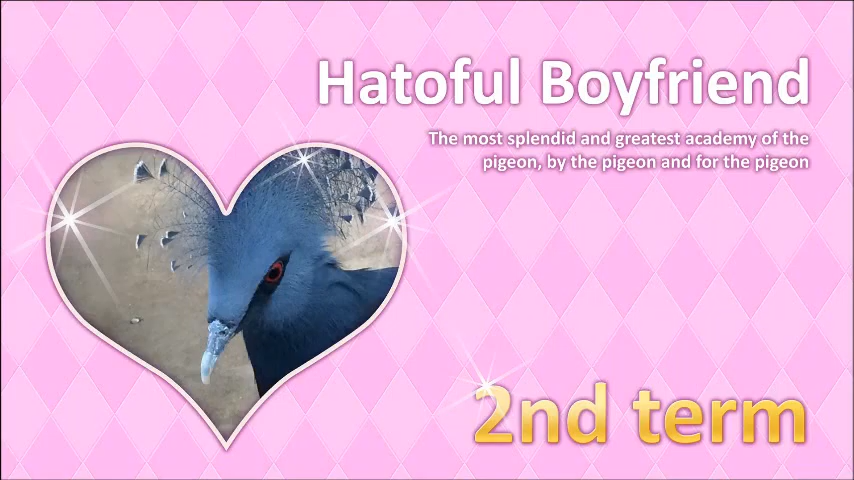 Hatoful Boyfriend
The most splendid and greatest academy of the
pigeon, by the pigeon and for the pigeon
2nd term